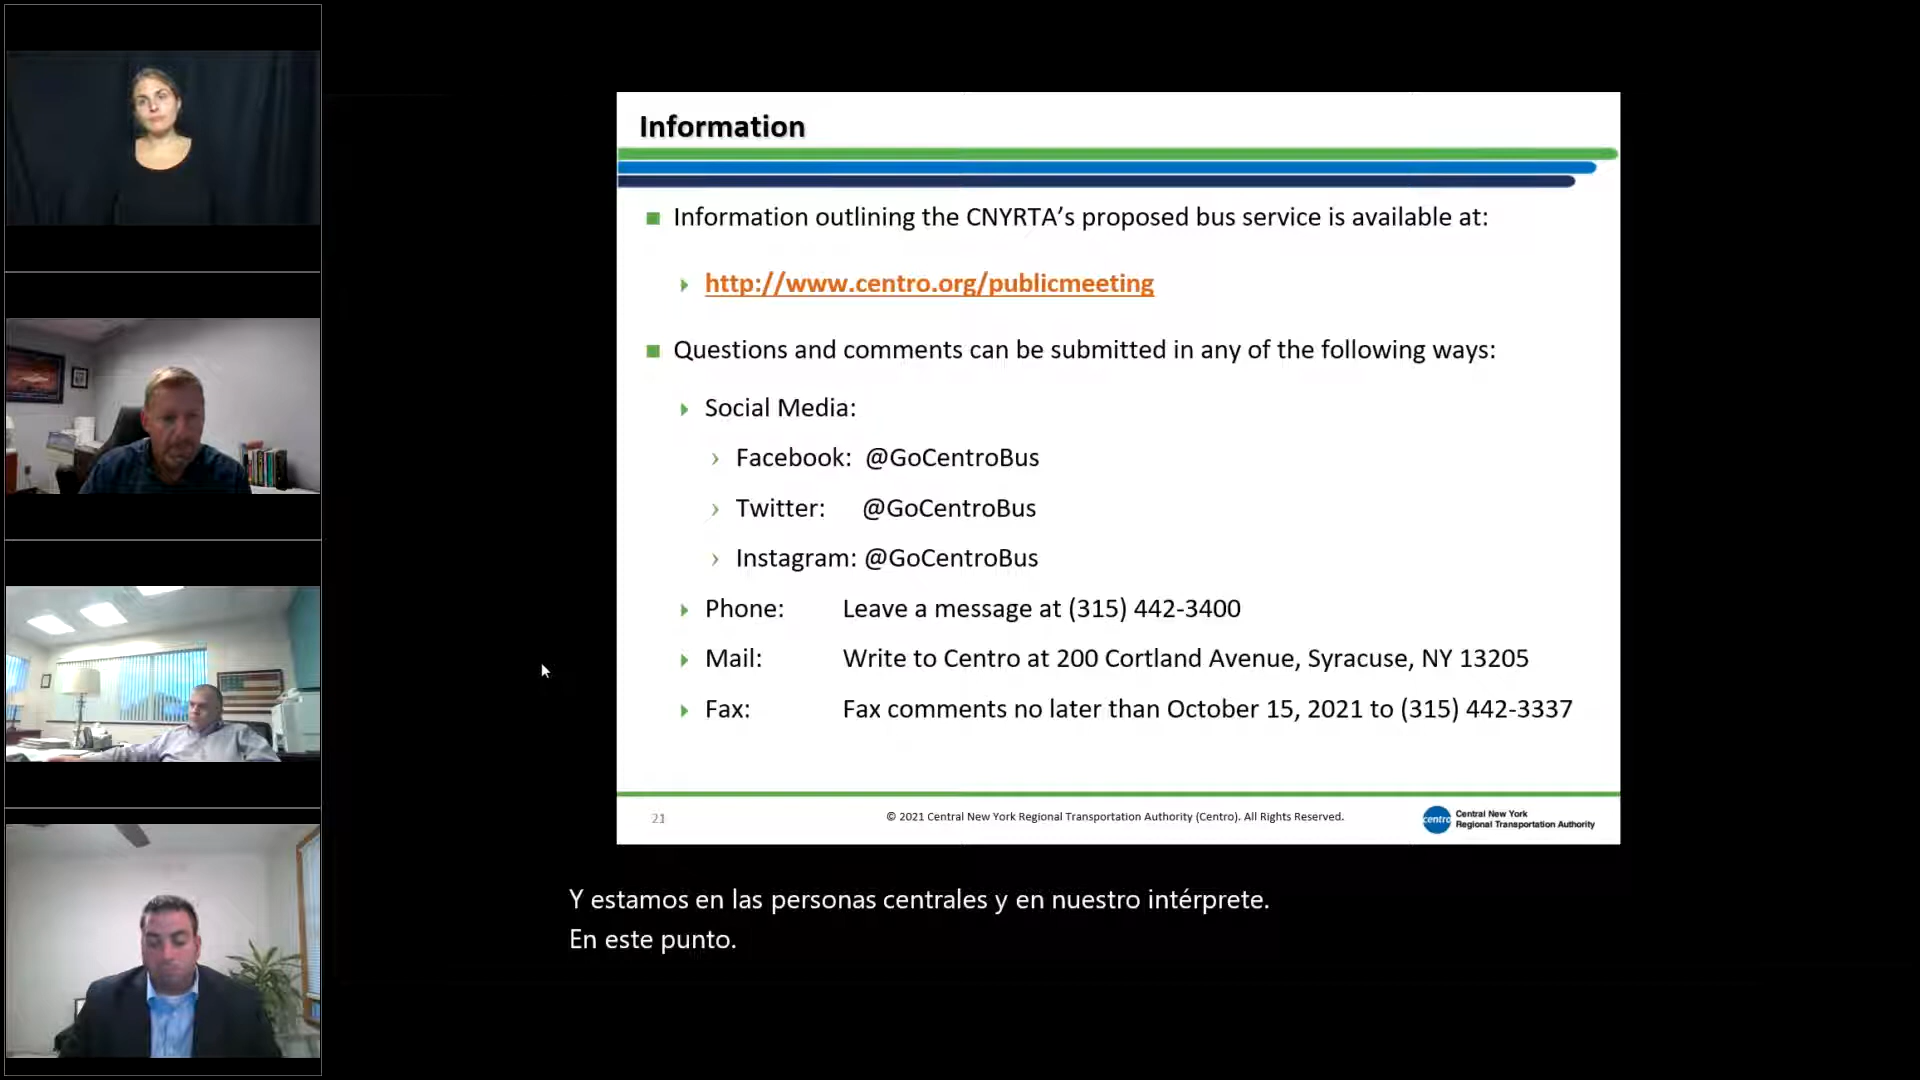 Information
Information outlining the CNYRTA's proposed bus service is available at:
http://www.centro.org/publicmeeting
Questions and comments can be submitted in any of the following ways:
Social Media:
Facebook: @GoCentroBus
Twitter: @GoCentroBus
Instagram: @GoCentroBus
Phone: Leave a message at (315) 442-3400
Mail: Write to Centro at 200 Cortland Avenue, Syracuse, NY 13205
Fax: Fax comments no later than October 15, 2021 to (315) 442-3337
21
© 2021 Central New York Regional Transportation Authority (Centro). All Rights Reserved.
centro
Central New York
Regional Transportation Authority
Y estamos en las personas centrales y en nuestro intérprete.
En este punto.